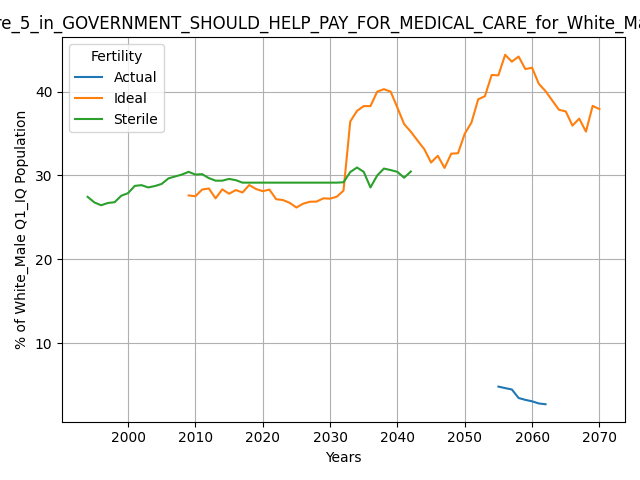 re_5_in_GOVERNMENT_SHOULD_HELP_PAY_FOR_MEDICAL_CARE_for_White_Ma
Fertility
Actual
Ideal
Sterile
% of White_Male Q1_IQ Population
40
30
20
10
2000 2010 2020 2030 2040 2050 2060 2070
Years